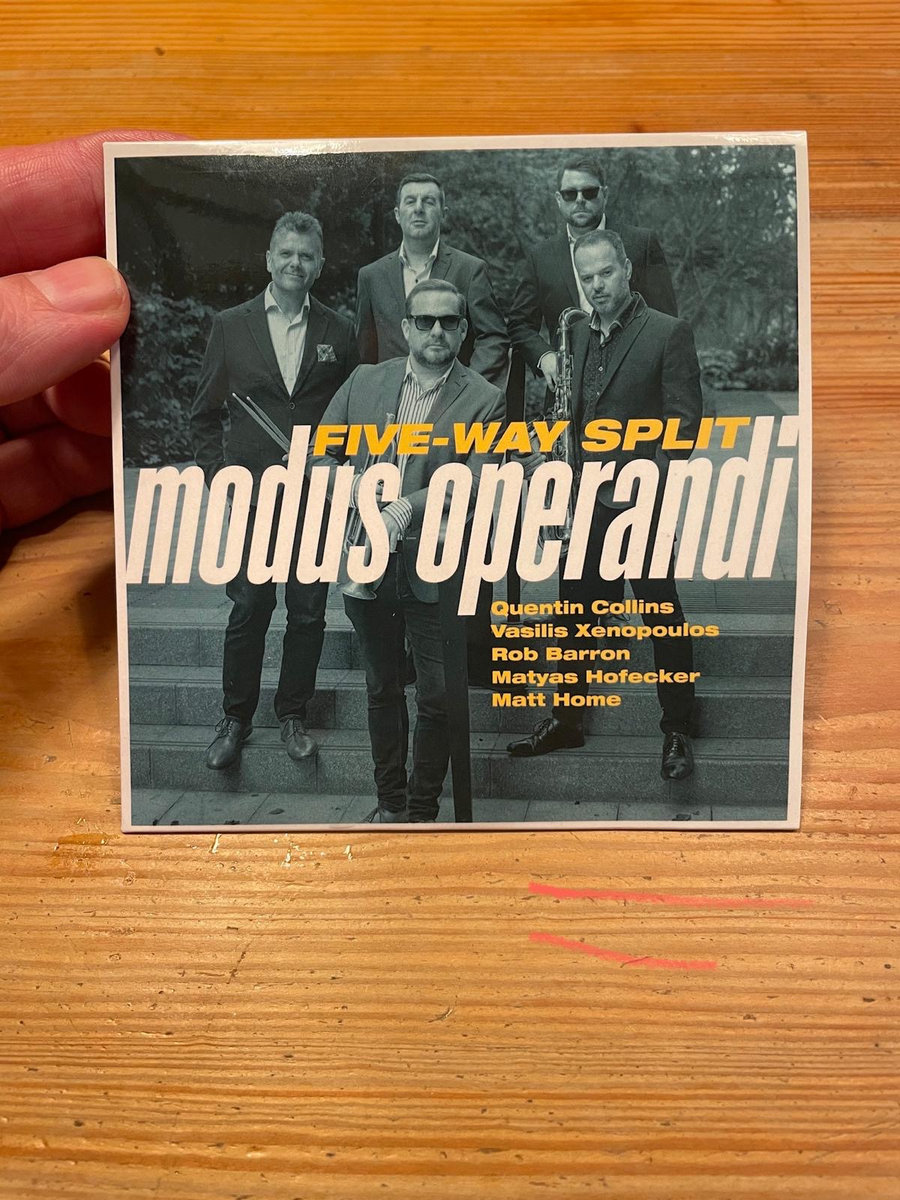 FIVE-WAY SPLIT
modus operandi
Quentin Collins
Vasilis Xenopoulos
Rob Barron
Matyas Hofecker
Matt Home